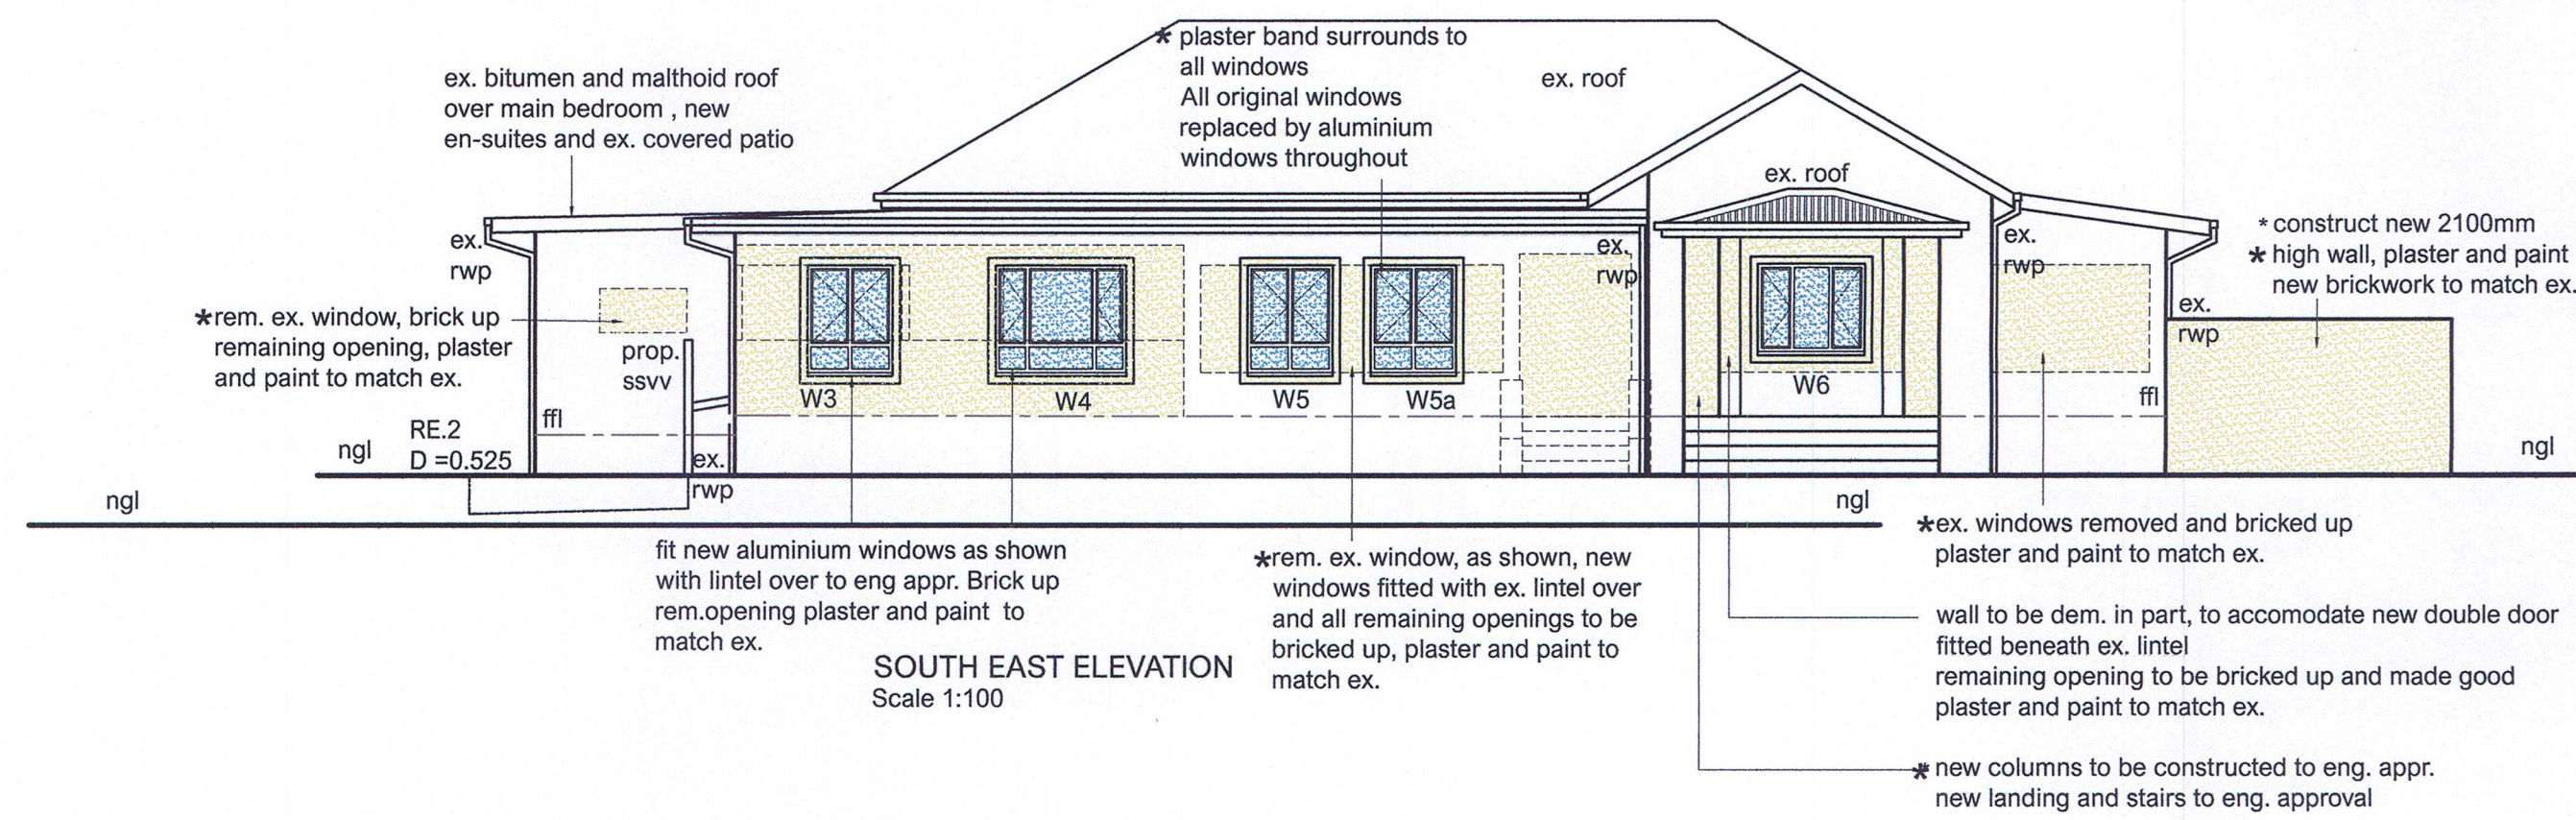 * plaster band surrounds to
all windows
All original windows
replaced by aluminium
windows throughout
ex. roof
ex. bitumen and malthoid roof
over main bedroom , new
en-suites and ex. covered patio
ex. roof
ex.
rwp
ex.
rwp
ex.
rwp
* construct new 2100mm
* high wall, plaster and paint
new brickwork to match ex.
*rem. ex. window, brick up
remaining opening, plaster
and paint to match ex.
prop.
ssvv
ex.
rwp
W3
W4
W5
W5a
W6
ffl
ffl
RE.2
D =0.525
ngl
ngl
ex.
rwp
ngl
ngl
fit new aluminium windows as shown
with lintel over to eng appr. Brick up
rem.opening plaster and paint to
match ex.
*rem. ex. window, as shown, new
windows fitted with ex. lintel over
and all remaining openings to be
bricked up, plaster and paint to
match ex.
*ex. windows removed and bricked up
plaster and paint to match ex.
wall to be dem. in part, to accomodate new double door
fitted beneath ex. lintel
remaining opening to be bricked up and made good
plaster and paint to match ex.
SOUTH EAST ELEVATION
Scale 1:100
* new columns to be constructed to eng. appr.
new landing and stairs to eng. approval